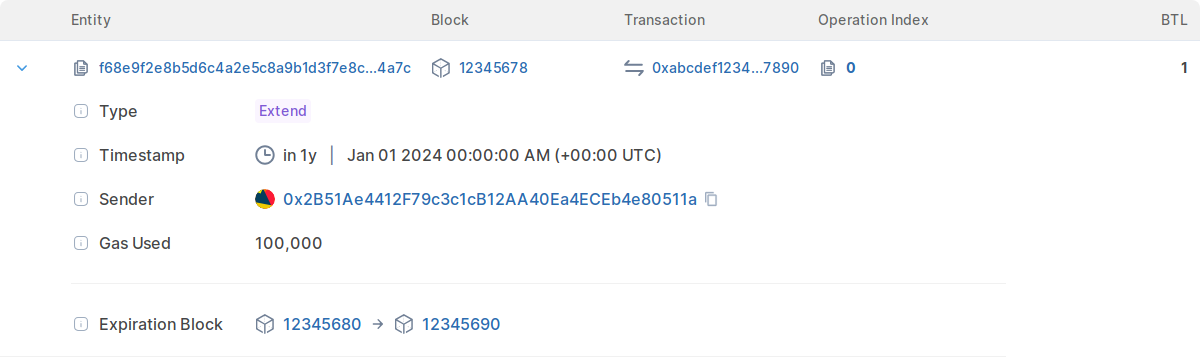 Entity Block Transaction Operation Index BTL
f68e9f2e8b5d6c4a2e5c8a9b1d3f7e8c...4a7c 12345678 0xabcdef1234...7890 0 1
Type Extend
Timestamp in 1y | Jan 01 2024 00:00:00 AM (+00:00 UTC)
Sender 0x2B51Ae4412F79c3c1cB12AA40Ea4ECEb4e80511a
Gas Used 100,000
Expiration Block 12345680 → 12345690